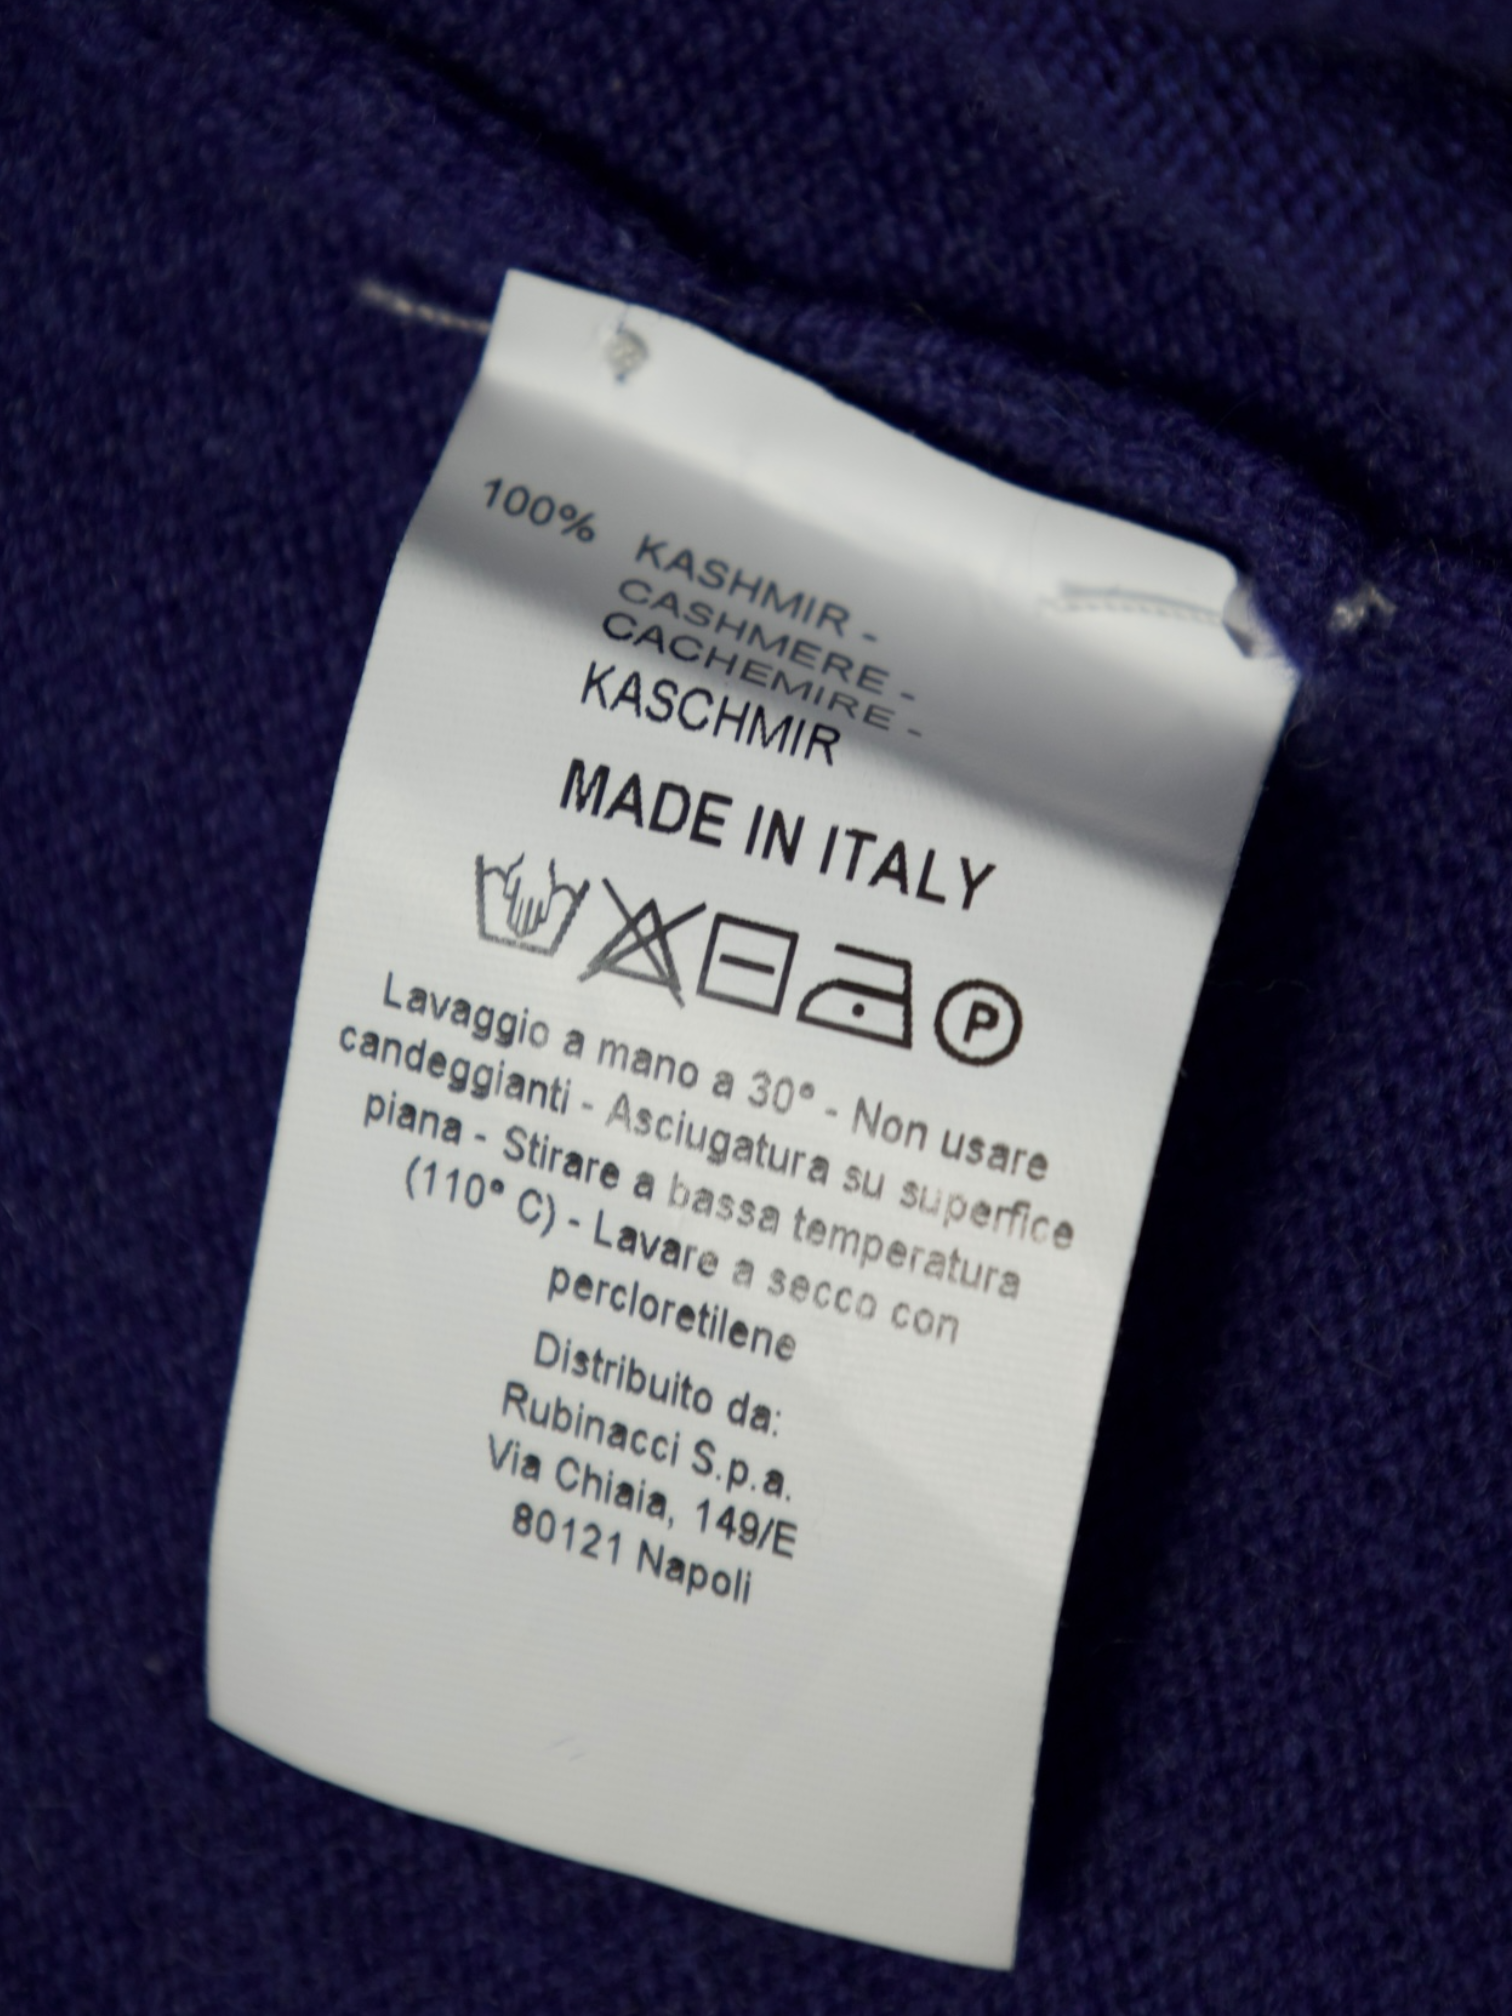 100% KASHMIR -
CASHMERE -
CACHEMIRE -
KASCHMIR
MADE IN ITALY
P
Lavaggio a mano a 30° - Non usare
candeggianti - Asciugatura su superfice
piana - Stirare a bassa temperatura
(110° C) - Lavare a secco con
percloretilene
Distribuito da:
Rubinacci S.p.a.
Via Chiaia, 149/E
80121 Napoli